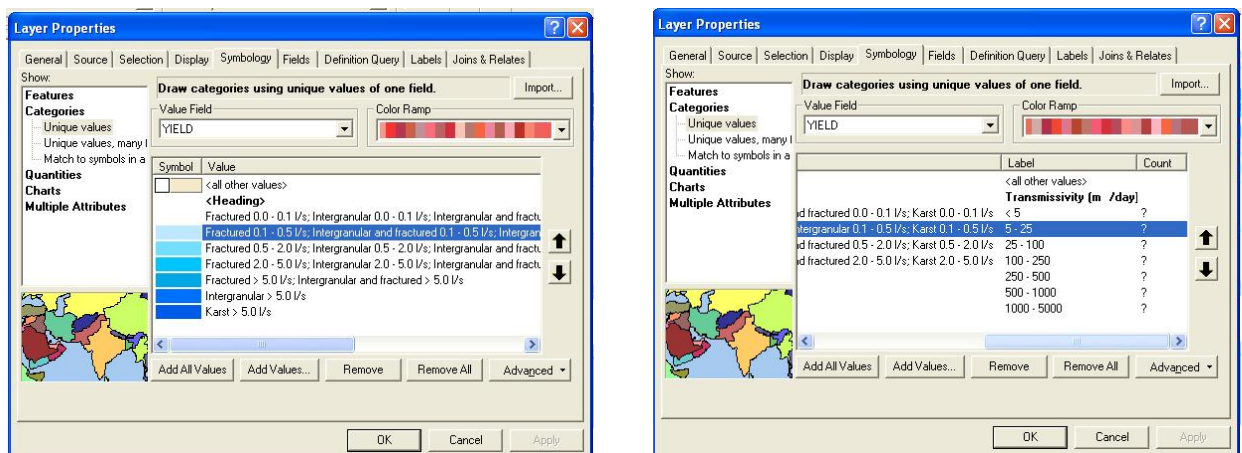 Layer Properties
General Source Selection Display Symbology Fields Definition Query Labels Joins & Relates
Show:
Features
Categories
Unique values
Unique values, many
Match to symbols in a
Quantities
Charts
Multiple Attributes
Draw categories using unique values of one field.
Import...
Value Field
YIELD
Color Ramp
Symbol Value
<all other values>
<Heading>
Fractured 0.0 - 0.1 l/s; Intergranular 0.0 - 0.1 l/s; Intergranular and fractu
Fractured 0.1 - 0.5 l/s; Intergranular and fractured 0.1 - 0.5 l/s; Intergran
Fractured 0.5 - 2.0 l/s; Intergranular 0.5 - 2.0 l/s; Intergranular and fractu
Fractured 2.0 - 5.0 l/s; Intergranular 2.0 - 5.0 l/s; Intergranular and fractu
Fractured > 5.0 l/s; Intergranular and fractured > 5.0 l/s
Intergranular > 5.0 l/s
Karst > 5.0 l/s
Add All Values Add Values... Remove Remove All Advanced
OK Cancel Apply
Layer Properties
General Source Selection Display Symbology Fields Definition Query Labels Joins & Relates
Show:
Features
Categories
Unique values
Unique values, many
Match to symbols in a
Quantities
Charts
Multiple Attributes
Draw categories using unique values of one field.
Import...
Value Field
YIELD
Color Ramp
Label Count
<all other values>
Transmissivity (m /day)
d fractured 0.0 - 0.1 l/s; Karst 0.0 - 0.1 l/s < 5 ?
ntergranular 0.1 - 0.5 l/s; Karst 0.1 - 0.5 l/s 5 - 25 ?
d fractured 0.5 - 2.0 l/s; Karst 0.5 - 2.0 l/s 25 - 100 ?
d fractured 2.0 - 5.0 l/s; Karst 2.0 - 5.0 l/s 100 - 250 ?
250 - 500 ?
500 - 1000 ?
1000 - 5000 ?
Add All Values Add Values... Remove Remove All Advanced
OK Cancel Apply